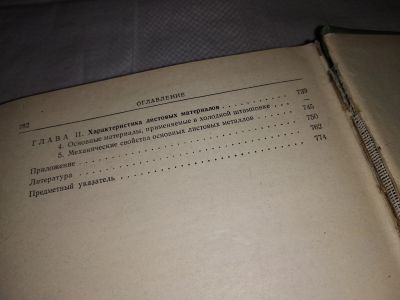 782
ОГЛАВЛЕНИЕ
ГЛАВА II. Характеристика листовых материалов . . . . . . . . . 739
4. Основные материалы, применяемые в холодной штамповке . . . —
5. Механические свойства основных листовых металлов . . . . . 745
Приложение . . . . . . . . . . . . . . . . . . . . . . . . . . 750
Литература . . . . . . . . . . . . . . . . . . . . . . . . . . 762
Предметный указатель . . . . . . . . . . . . . . . . . . . . . 774